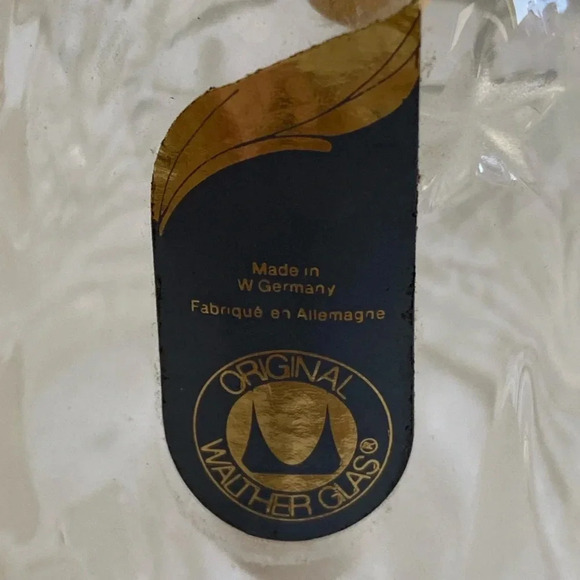 Made in
W Germany
Fabriqué en Allemagne
ORIGINAL
WALTHER GLAS®